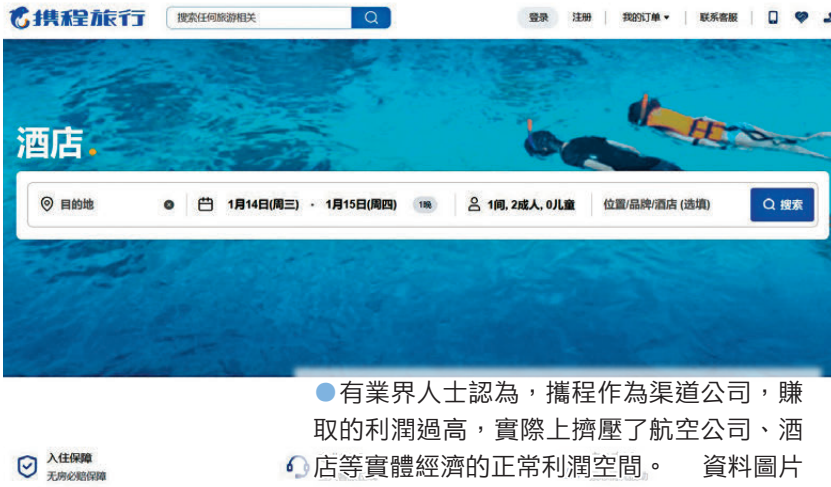 携程旅行 搜索任何旅游相关 登录 注册 我的订单 联系客服
酒店.
目的地 1月14日(周三) - 1月15日(周四) 1晚 1间, 2成人, 0儿童 位置/品牌/酒店 (选填) 搜索
●有業界人士認為，攜程作為渠道公司，賺
取的利潤過高，實際上擠壓了航空公司、酒
店等實體經濟的正常利潤空間。 資料圖片
入住保障
无房必赔保障